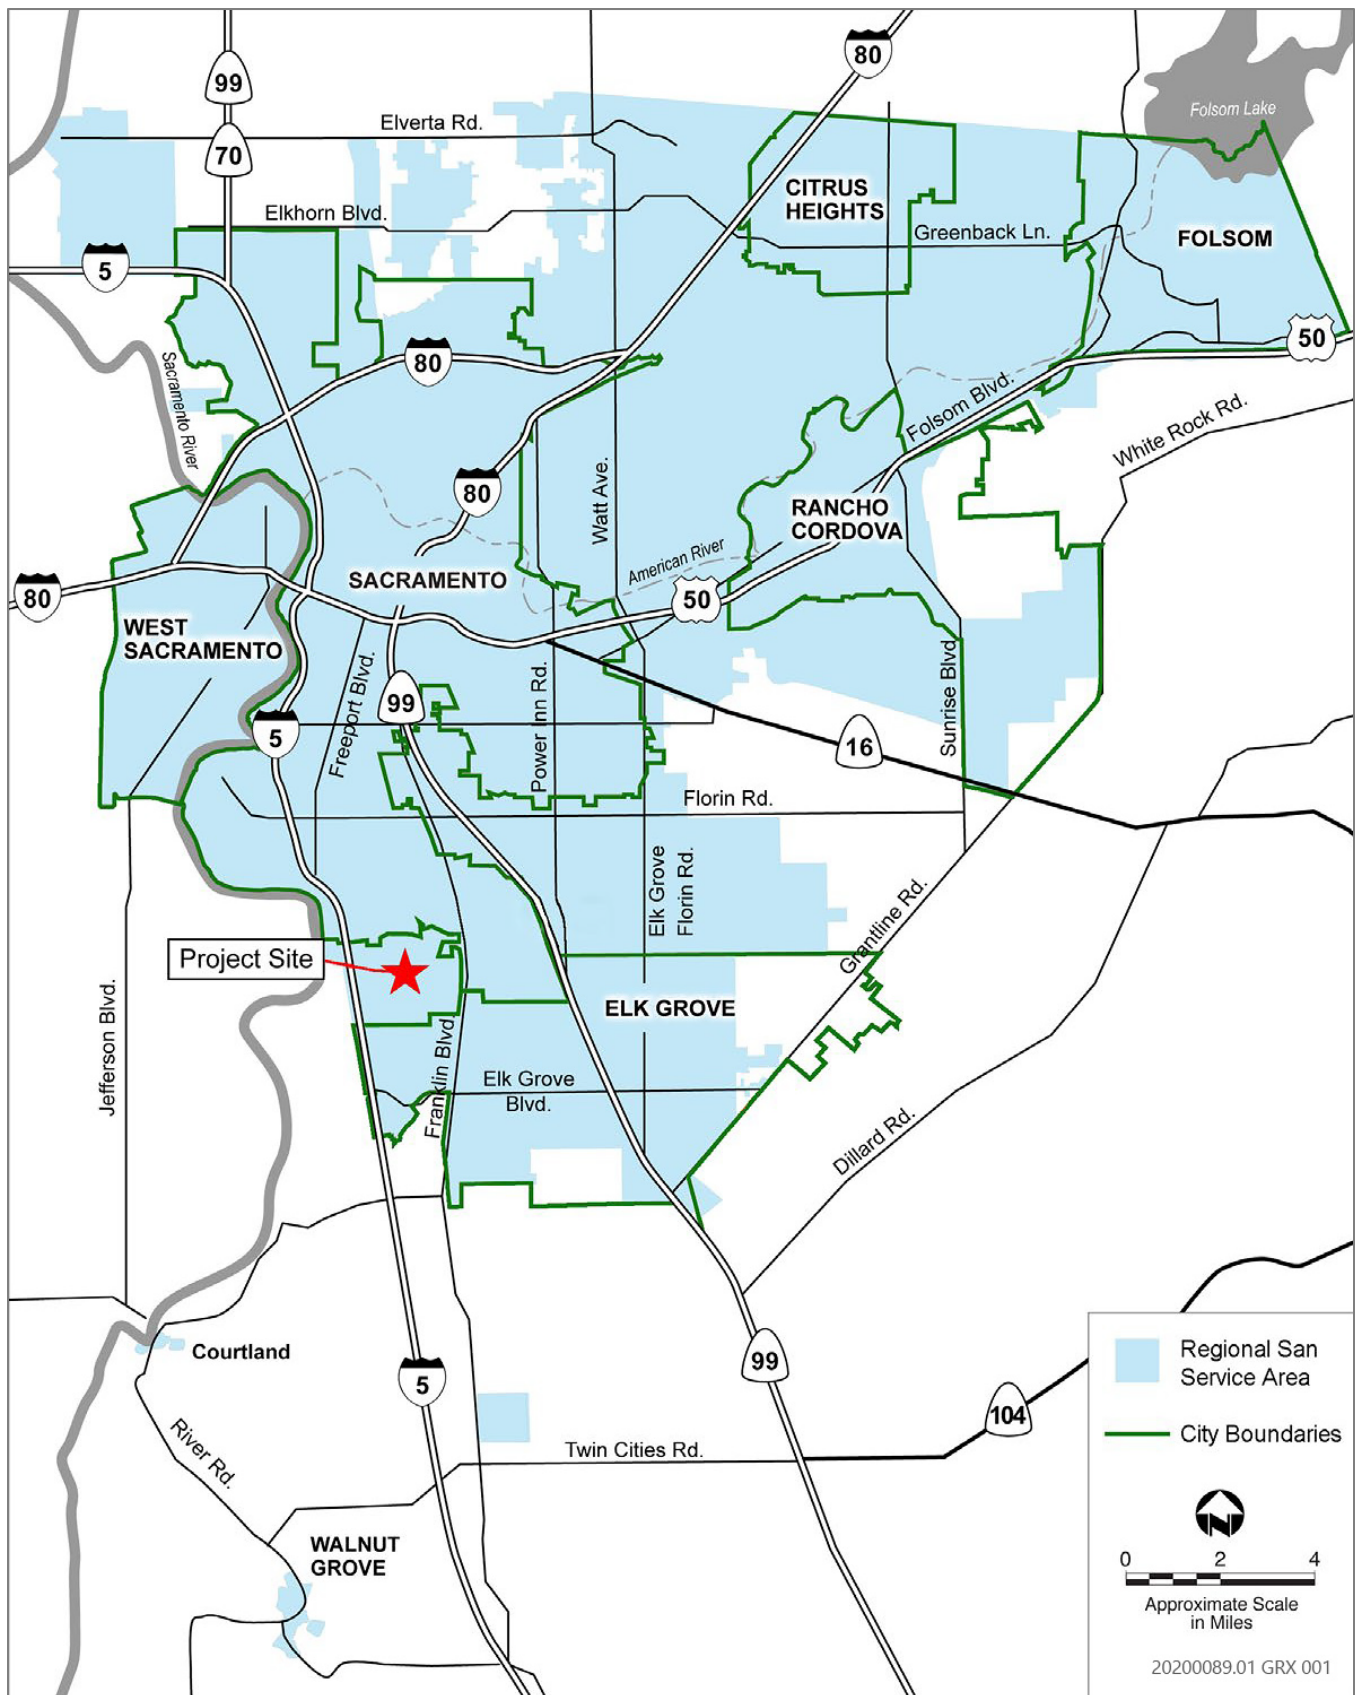 80
99
Folsom Lake
Elverta Rd.
70
CITRUS
HEIGHTS
Elkhorn Blvd.
Greenback Ln.
FOLSOM
5
50
80
Sacramento River
Folsom Blvd.
White Rock Rd.
80
Watt Ave.
RANCHO
CORDOVA
American River
SACRAMENTO
80
50
WEST
SACRAMENTO
Freeport Blvd.
99
Power Inn Rd.
Sunrise Blvd
5
16
Florin Rd.
Elk Grove
Florin Rd.
Grantline Rd.
Project Site
ELK GROVE
Jefferson Blvd.
Franklin Blvd.
Elk Grove
Blvd.
Dillard Rd.
Courtland
99
5
104
River Rd.
Twin Cities Rd.
WALNUT
GROVE
Regional San
Service Area
City Boundaries
N
0 2 4
Approximate Scale
in Miles
20200089.01 GRX 001